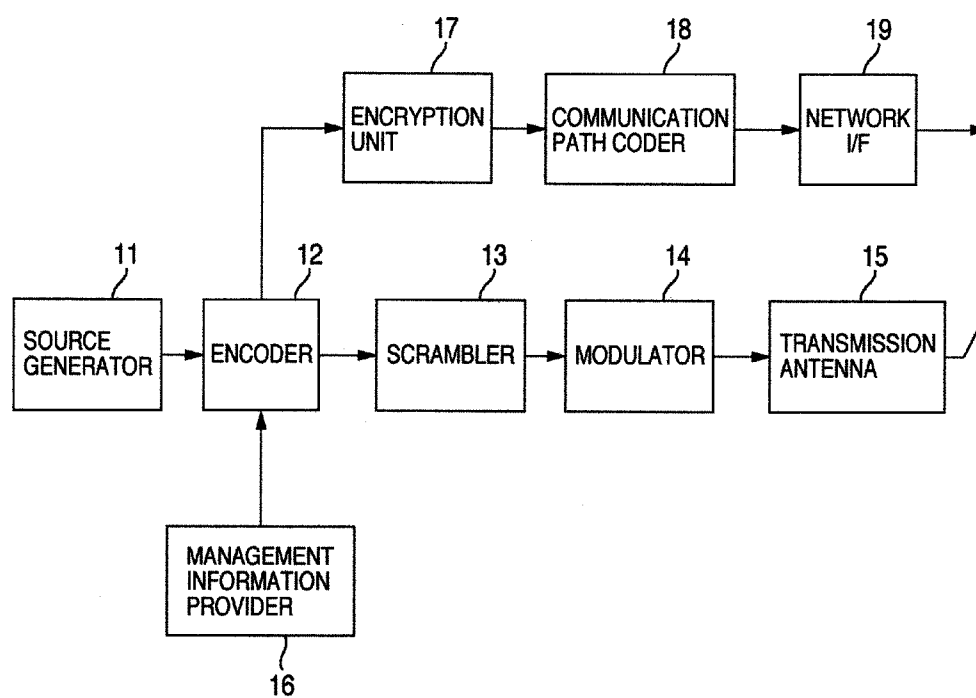 17
18
19
ENCRYPTION
UNIT
COMMUNICATION
PATH CODER
NETWORK
I/F
11
12
13
14
15
SOURCE
GENERATOR
ENCODER
SCRAMBLER
MODULATOR
TRANSMISSION
ANTENNA
MANAGEMENT
INFORMATION
PROVIDER
16